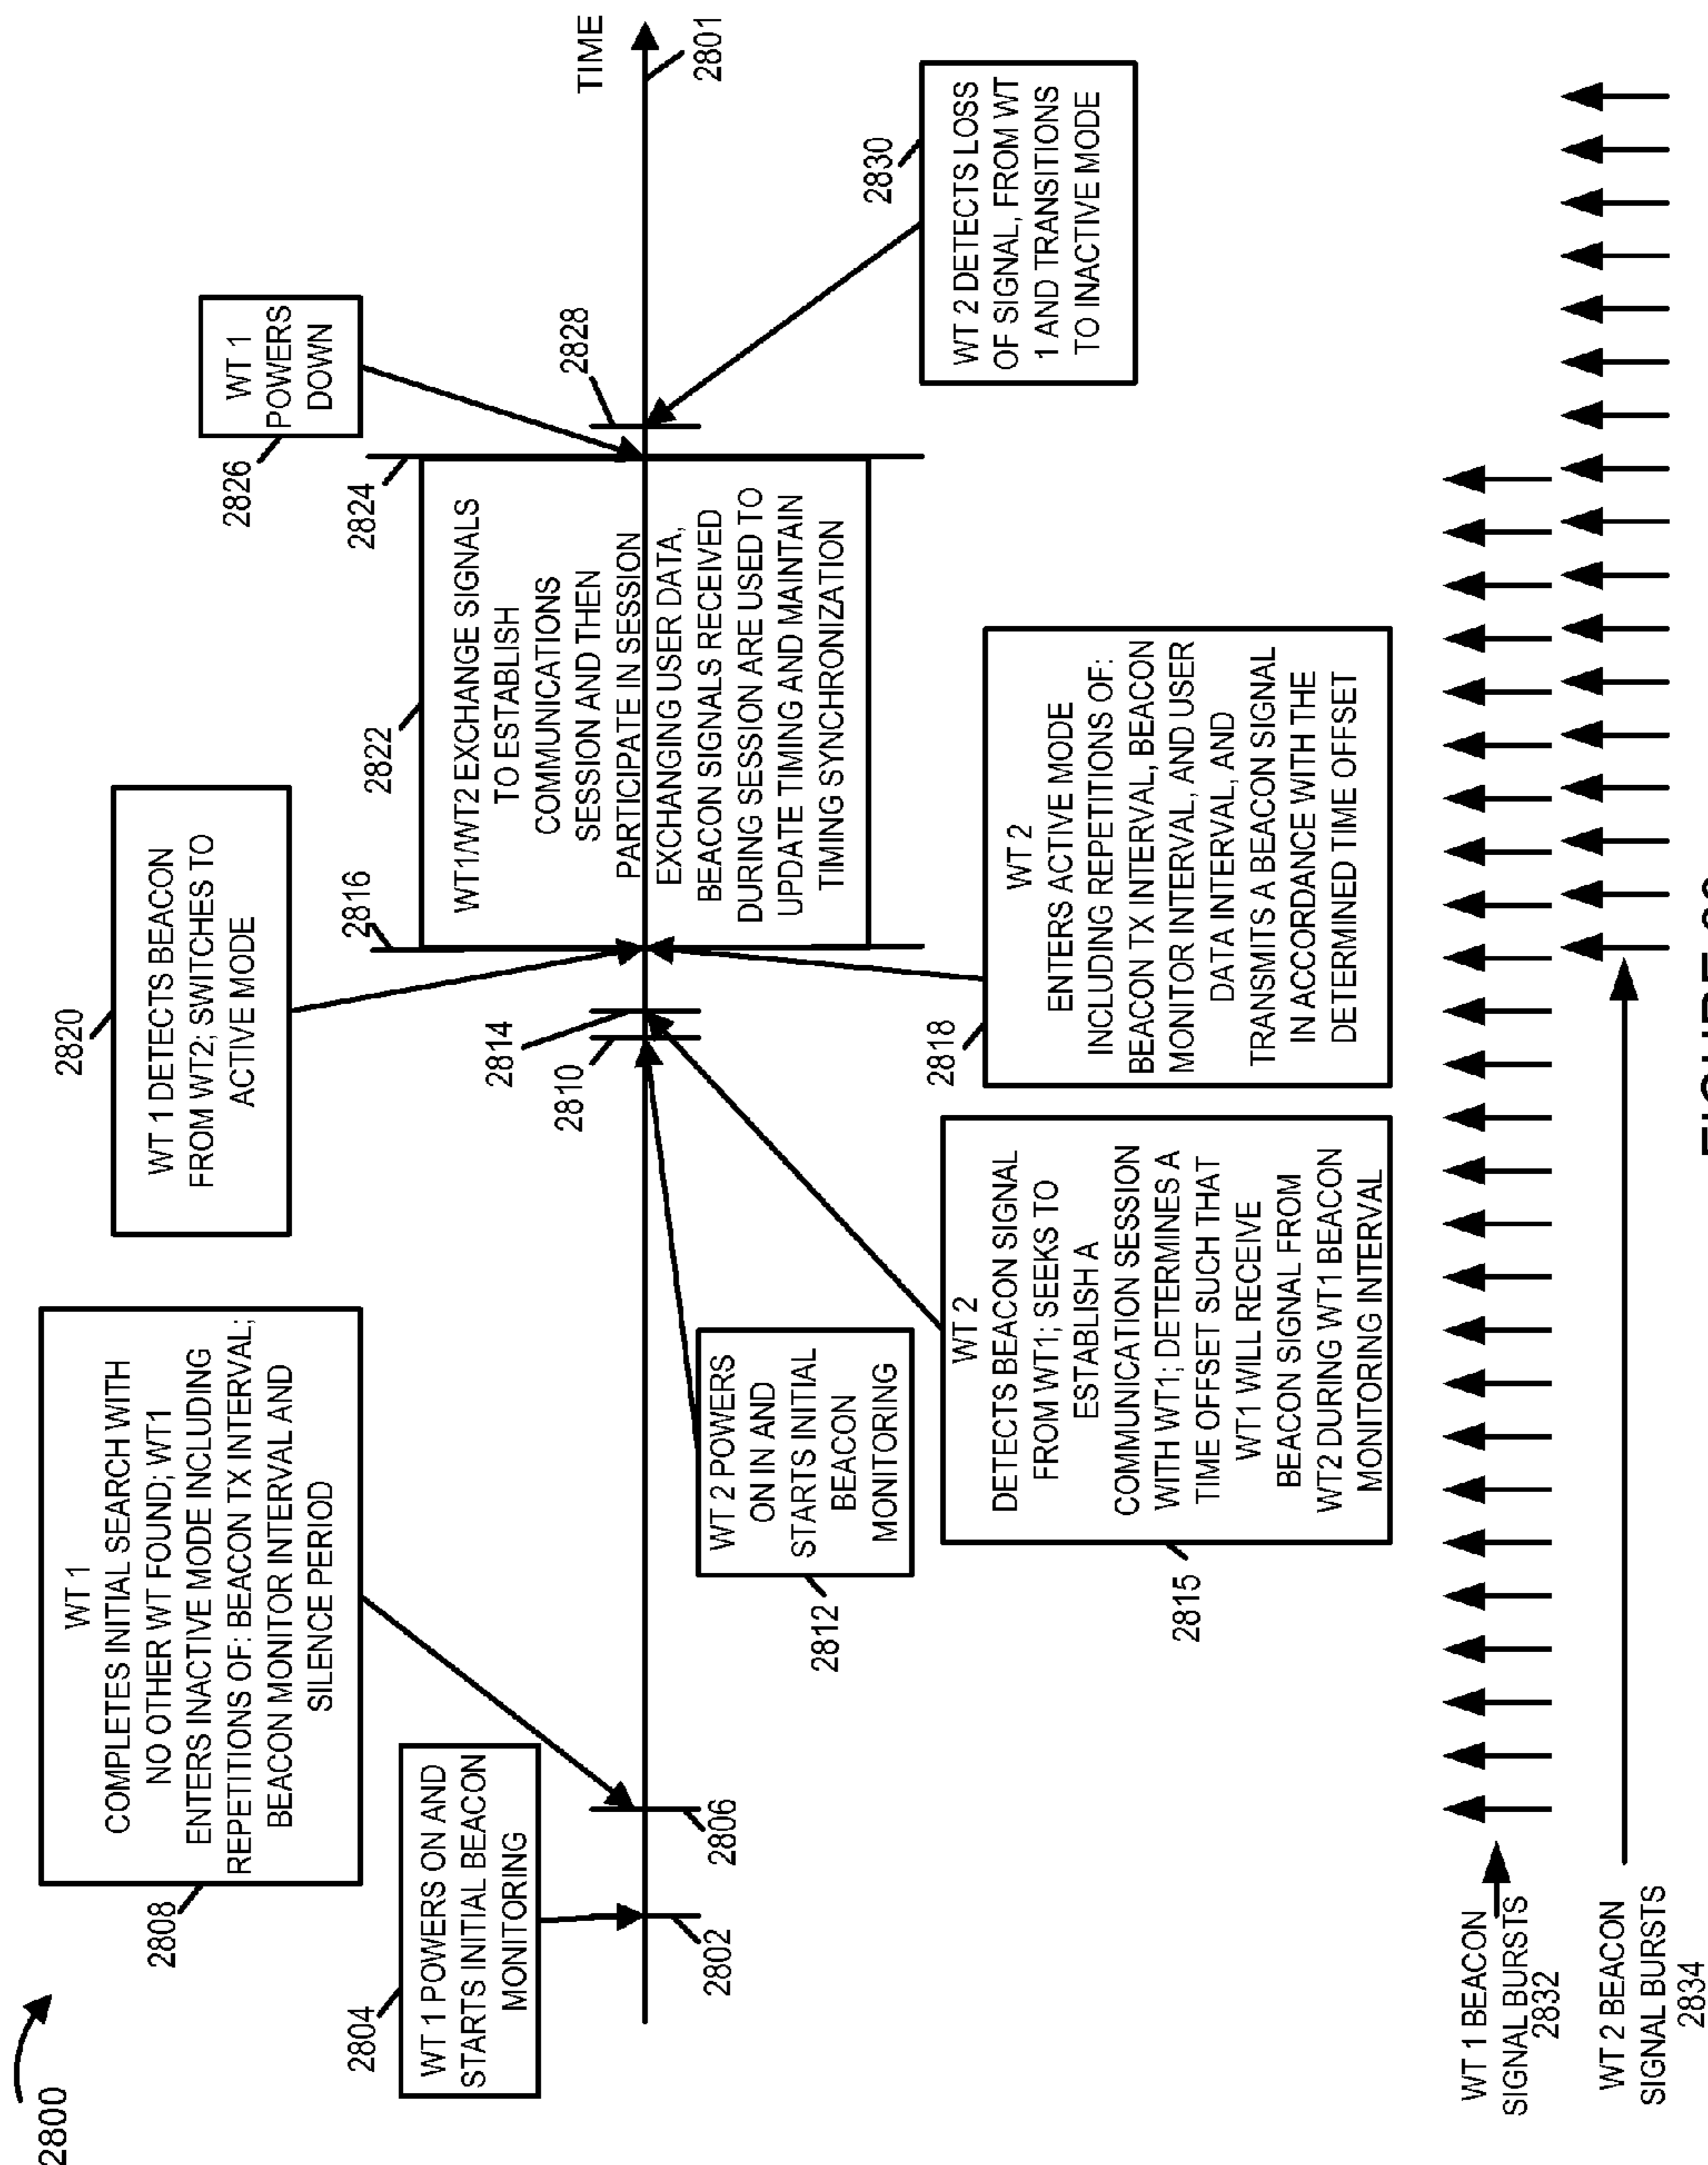 2800
2808
WT 1
COMPLETES INITIAL SEARCH WITH
NO OTHER WT FOUND; WT1
ENTERS INACTIVE MODE INCLUDING
REPETITIONS OF: BEACON TX INTERVAL;
BEACON MONITOR INTERVAL AND
SILENCE PERIOD
2820
WT 1 DETECTS BEACON
FROM WT2; SWITCHES TO
ACTIVE MODE
2826
WT 1
POWERS
DOWN
2804
WT 1 POWERS ON AND
STARTS INITIAL BEACON
MONITORING
2816
2822
2824
WT1/WT2 EXCHANGE SIGNALS
TO ESTABLISH
COMMUNICATIONS
SESSION AND THEN
PARTICIPATE IN SESSION
EXCHANGING USER DATA,
BEACON SIGNALS RECEIVED
DURING SESSION ARE USED TO
UPDATE TIMING AND MAINTAIN
TIMING SYNCHRONIZATION
2814
2810
2828
TIME
2801
2802
2806
2812
WT 2 POWERS
ON IN AND
STARTS INITIAL
BEACON
MONITORING
2815
WT 2
DETECTS BEACON SIGNAL
FROM WT1; SEEKS TO
ESTABLISH A
COMMUNICATION SESSION
WITH WT1; DETERMINES A
TIME OFFSET SUCH THAT
WT1 WILL RECEIVE
BEACON SIGNAL FROM
WT2 DURING WT1 BEACON
MONITORING INTERVAL
2818
WT 2
ENTERS ACTIVE MODE
INCLUDING REPETITIONS OF:
BEACON TX INTERVAL, BEACON
MONITOR INTERVAL, AND USER
DATA INTERVAL, AND
TRANSMITS A BEACON SIGNAL
IN ACCORDANCE WITH THE
DETERMINED TIME OFFSET
2830
WT 2 DETECTS LOSS
OF SIGNAL, FROM WT
1 AND TRANSITIONS
TO INACTIVE MODE
WT 1 BEACON
SIGNAL BURSTS
2832
WT 2 BEACON
SIGNAL BURSTS
2834